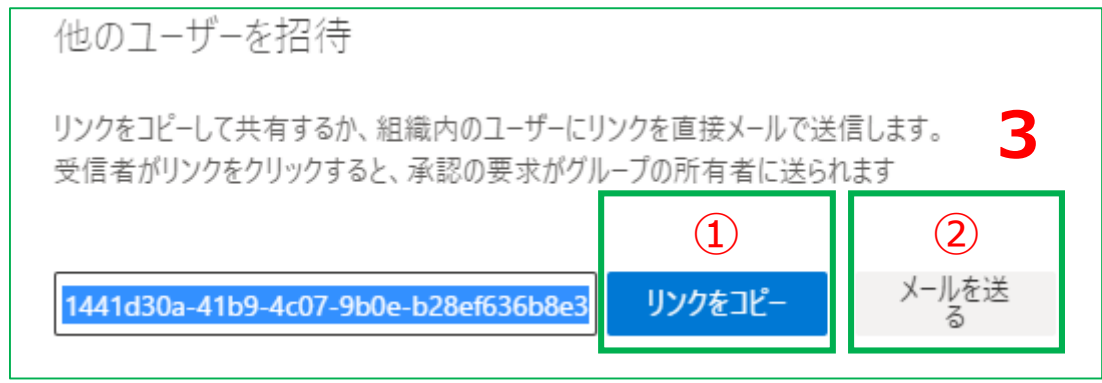 他のユーザーを招待
リンクをコピーして共有するか、組織内のユーザーにリンクを直接メールで送信します。
受信者がリンクをクリックすると、承認の要求がグループの所有者に送られます
3
①
②
1441d30a-41b9-4c07-9b0e-b28ef636b8e3
リンクをコピー
メールを送
る